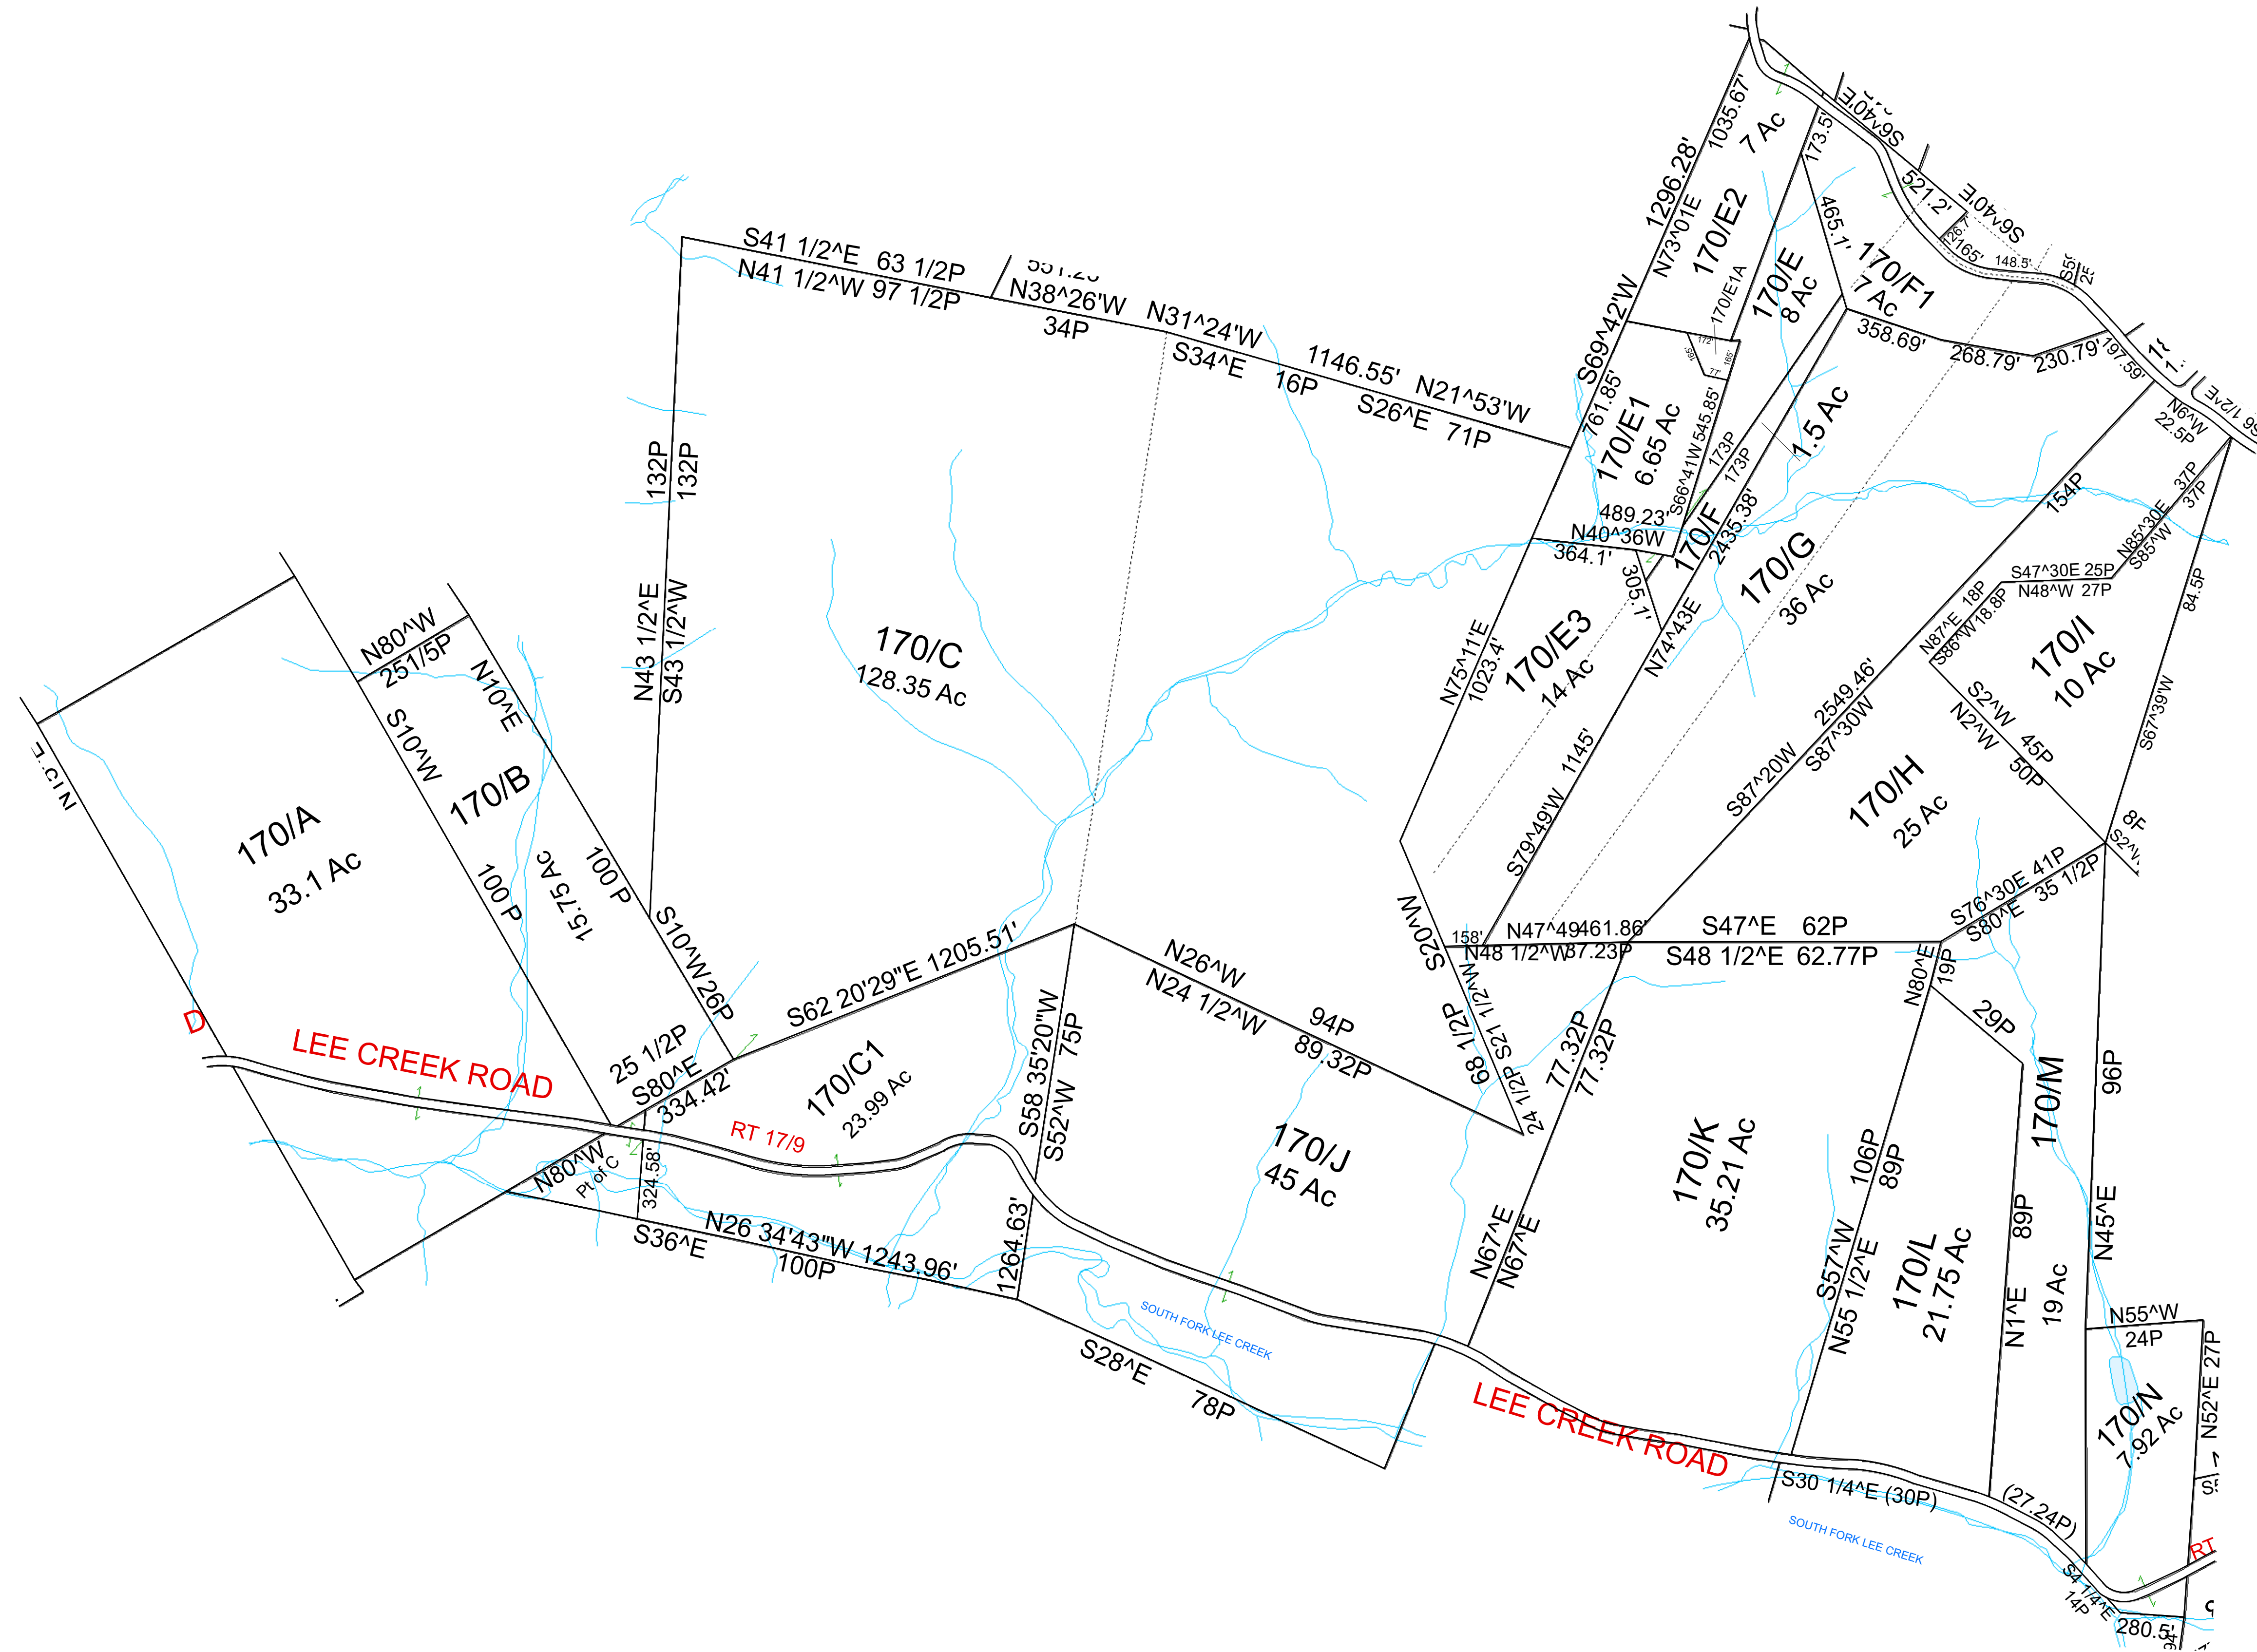 S41 1/2^E 63 1/2P
N41 1/2^W 97 1/2P
N38^26'W
34P
N31^24'W
1146.55'
N21^53'W
S34^E
16P
S26^E 71P
132P
132P
N43 1/2^E
S43 1/2^W
170/C
128.35 Ac
170/A
33.1 Ac
N80^W
251/5P
N10^E
S10^W
170/B
15.75 Ac
100 P
100 P
S10^W
26P
25 1/2P
S80^E
334.42'
S62 20'29"E 1205.51'
D
LEE CREEK ROAD
RT 17/9
170/C1
23.99 Ac
N80^W
Pt of C
324.58'
S36^E
N26 34'43"W 1243.96'
100P
1264.63'
S58 35'20"W
S52^W 75P
N26^W
94P
N24 1/2^W
89.32P
170/J
45 Ac
SOUTH FORK LEE CREEK
S28^E
78P
S20^W
68 1/2P
S21 1/2^W
24 1/2P
158'
N47^49
461.86'
N48 1/2^W
S47^E 62P
S48 1/2^E 62.77P
77.32P
77.32P
N67^E
N67^E
170/K
35.21 Ac
LEE CREEK ROAD
S57^W
106P
N55 1/2^E
89P
170/L
21.75 Ac
N80^E
19P
29P
170/M
19 Ac
N1^E
89P
96P
N45^E
N55^W
24P
170/N
7.92 Ac
N52^E 27P
S30 1/4^E (30P)
(27.24P)
S4 1/4^E
14P
280.5'
RT
SOUTH FORK LEE CREEK
1296.28'
1035.67'
7 Ac
N73^01E
170/E2
173.5'
S69^42'W
170/E1A
172'
165'
165'
77'
170/E
8 Ac
465.1'
170/F1
7 Ac
S6^40'E
521.2'
S6^40'E
126.7'
165'
148.5'
358.69'
268.79'
230.79'
197.59'
761.85'
170/E1
6.65 Ac
S66^41W
545.85'
489.23'
N40^36W
364.1'
305.1'
173P
173P
170/F
2435.38'
1.5 Ac
170/G
36 Ac
N75^11'E
1023.4'
170/E3
14 Ac
N74^43E
S79^49'W
1145'
154P
2549.46'
S87^20W
S87^30W
N6^W
22.5P
N85^30E
37P
S85^W
37P
S47^30E 25P
N48^W 27P
N87^E 18P
S86^W 18.8P
170/I
10 Ac
84.5P
S67^39'W
S2^W
45P
N2^W
50P
170/H
25 Ac
S76^30E 41P
S80^E 35 1/2P